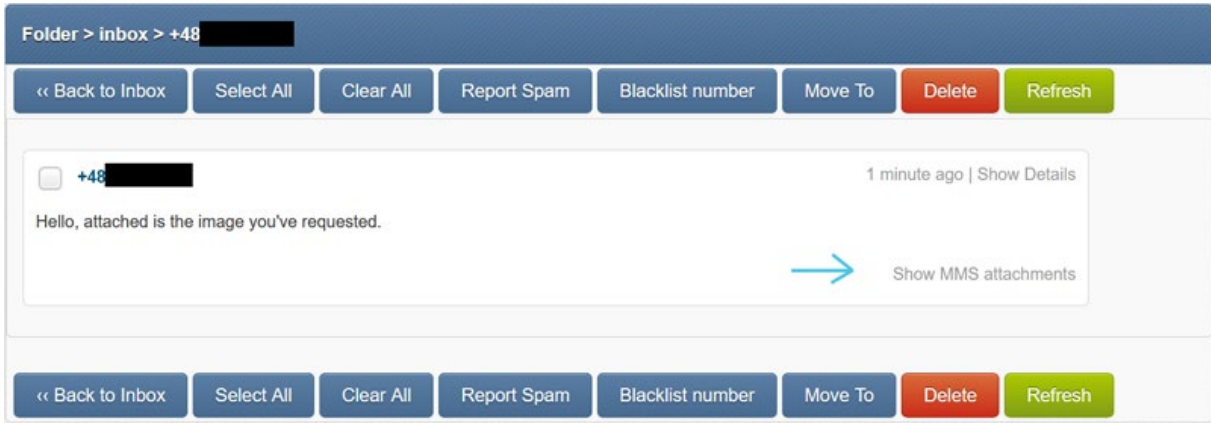 Folder > inbox > +48
‹‹ Back to Inbox Select All Clear All Report Spam Blacklist number Move To Delete Refresh
+48 1 minute ago | Show Details
Hello, attached is the image you've requested.
Show MMS attachments
‹‹ Back to Inbox Select All Clear All Report Spam Blacklist number Move To Delete Refresh